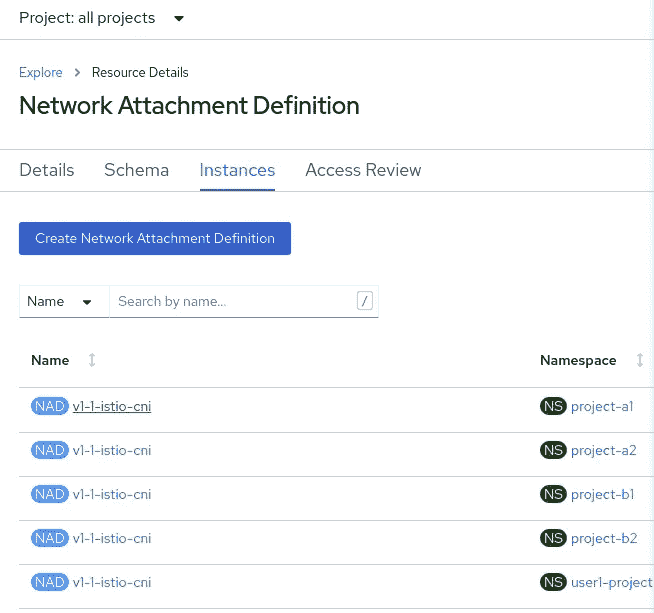 Project: all projects
Explore > Resource Details
Network Attachment Definition
Details Schema Instances Access Review
Create Network Attachment Definition
Name Search by name... /
Name Namespace
NAD v1-1-istio-cni NS project-a1
NAD v1-1-istio-cni NS project-a2
NAD v1-1-istio-cni NS project-b1
NAD v1-1-istio-cni NS project-b2
NAD v1-1-istio-cni NS user1-project